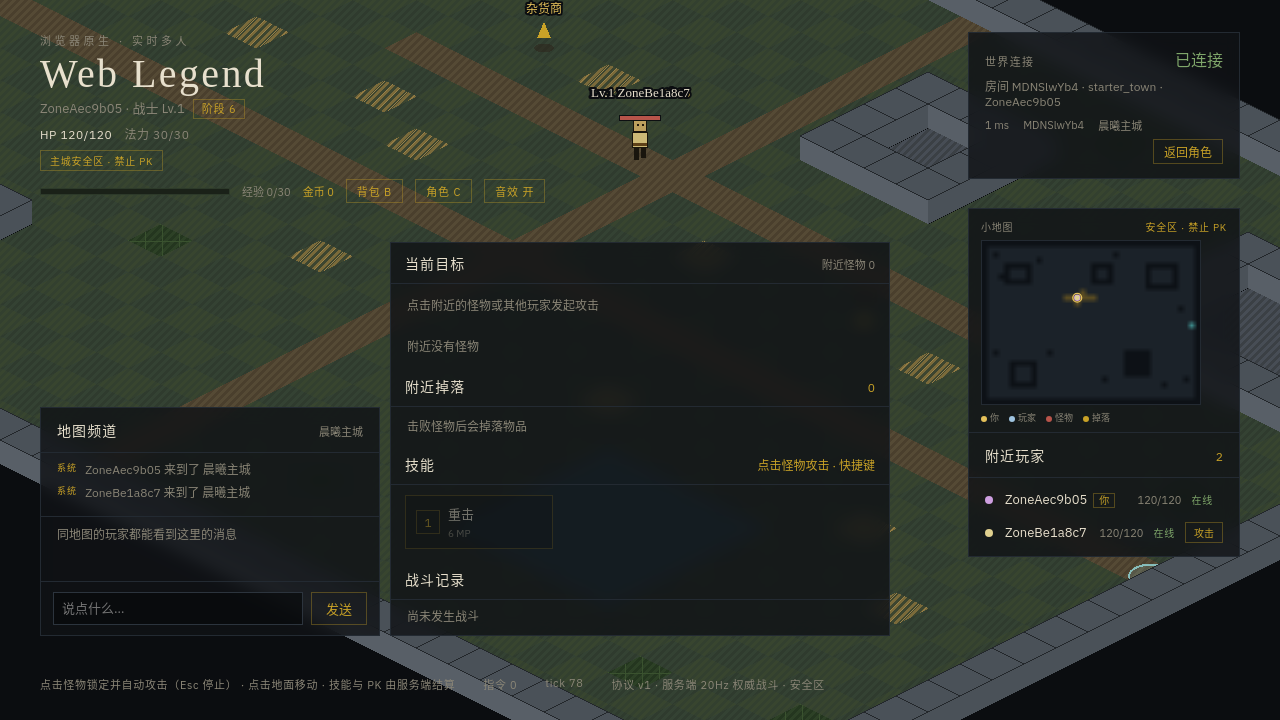 杂货商
浏览器原生 · 实时多人
Web Legend
ZoneAec9b05 · 战士 Lv.1 阶段 6
HP 120/120 法力 30/30
主城安全区 · 禁止 PK
经验 0/30 金币 0 背包 B 角色 C 音效 开
Lv.1 ZoneBe1a8c7
世界连接 已连接
房间 MDNSlwYb4 · starter_town ·
ZoneAec9b05
1 ms MDNSlwYb4 晨曦主城
返回角色
小地图 安全区 · 禁止 PK
你 玩家 怪物 掉落
附近玩家 2
ZoneAec9b05 你 120/120 在线
ZoneBe1a8c7 120/120 在线 攻击
当前目标 附近怪物 0
点击附近的怪物或其他玩家发起攻击
附近没有怪物
附近掉落 0
击败怪物后会掉落物品
技能 点击怪物攻击 · 快捷键
1 重击
6 MP
战斗记录
尚未发生战斗
地图频道 晨曦主城
系统 ZoneAec9b05 来到了 晨曦主城
系统 ZoneBe1a8c7 来到了 晨曦主城
同地图的玩家都能看到这里的消息
说点什么... 发送
点击怪物锁定并自动攻击（Esc 停止） · 点击地面移动 · 技能与 PK 由服务端结算 指令 0 tick 78 协议 v1 · 服务端 20Hz 权威战斗 · 安全区